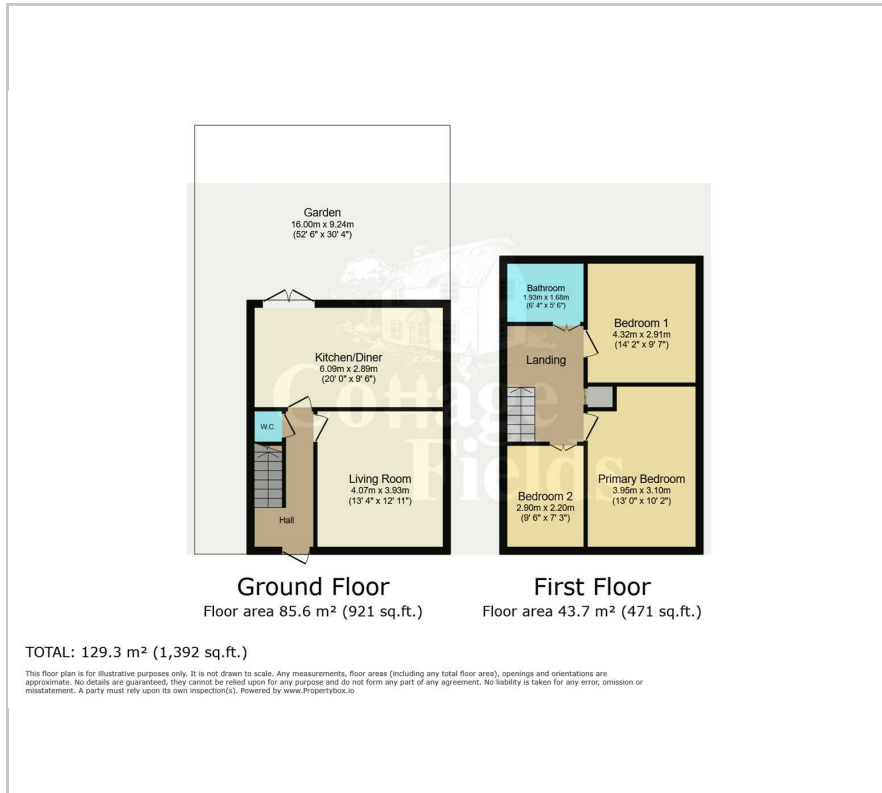 Garden
16.00m x 9.24m
(52' 6" x 30' 4")
Kitchen/Diner
6.09m x 2.89m
(20' 0" x 9' 6")
W.C.
Living Room
4.07m x 3.93m
(13' 4" x 12' 11")
Hall
Bathroom
1.93m x 1.68m
(6' 4" x 5' 6")
Bedroom 1
4.32m x 2.91m
(14' 2" x 9' 7")
Landing
Primary Bedroom
3.95m x 3.10m
(13' 0" x 10' 2")
Bedroom 2
2.90m x 2.20m
(9' 6" x 7' 3")
Cottage
Fields
Ground Floor
Floor area 85.6 m² (921 sq.ft.)
First Floor
Floor area 43.7 m² (471 sq.ft.)
TOTAL: 129.3 m² (1,392 sq.ft.)
This floor plan is for illustrative purposes only. It is not drawn to scale. Any measurements, floor areas (including any total floor area), openings and orientations are
approximate. No details are guaranteed, they cannot be relied upon for any purpose and do not form any part of any agreement. No liability is taken for any error, omission or
misstatement. A party must rely upon its own inspection(s). Powered by www.Propertybox.io